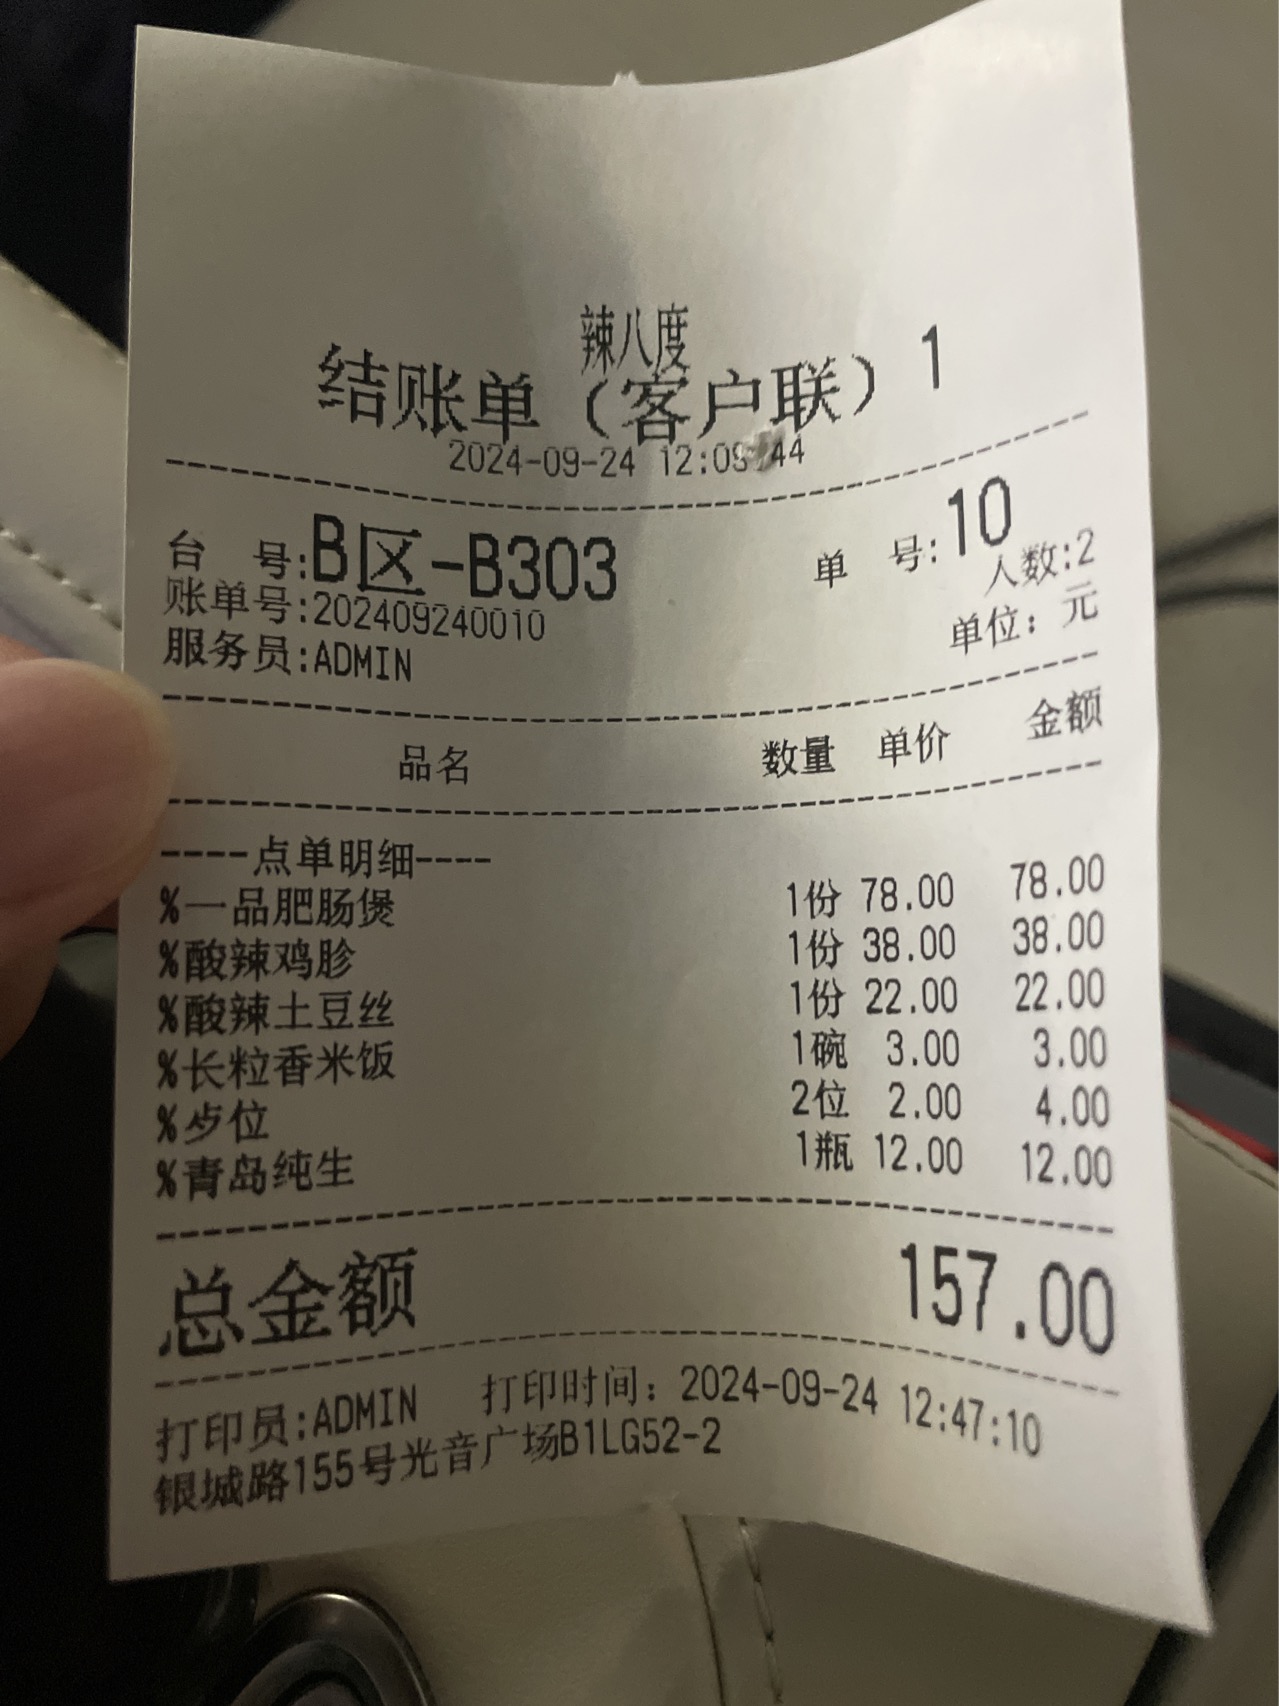 辣八度
结账单（客户联）1
2024-09-24 12:09:44
台 号:B区-B303 单 号:10
账单号:202409240010 人数:2
服务员:ADMIN 单位：元
品名 数量 单价 金额
----点单明细----
%一品肥肠煲 1份 78.00 78.00
%酸辣鸡胗 1份 38.00 38.00
%酸辣土豆丝 1份 22.00 22.00
%长粒香米饭 1碗 3.00 3.00
%歺位 2位 2.00 4.00
%青岛纯生 1瓶 12.00 12.00
总金额 157.00
打印员:ADMIN 打印时间：2024-09-24 12:47:10
银城路155号光音广场B1LG52-2